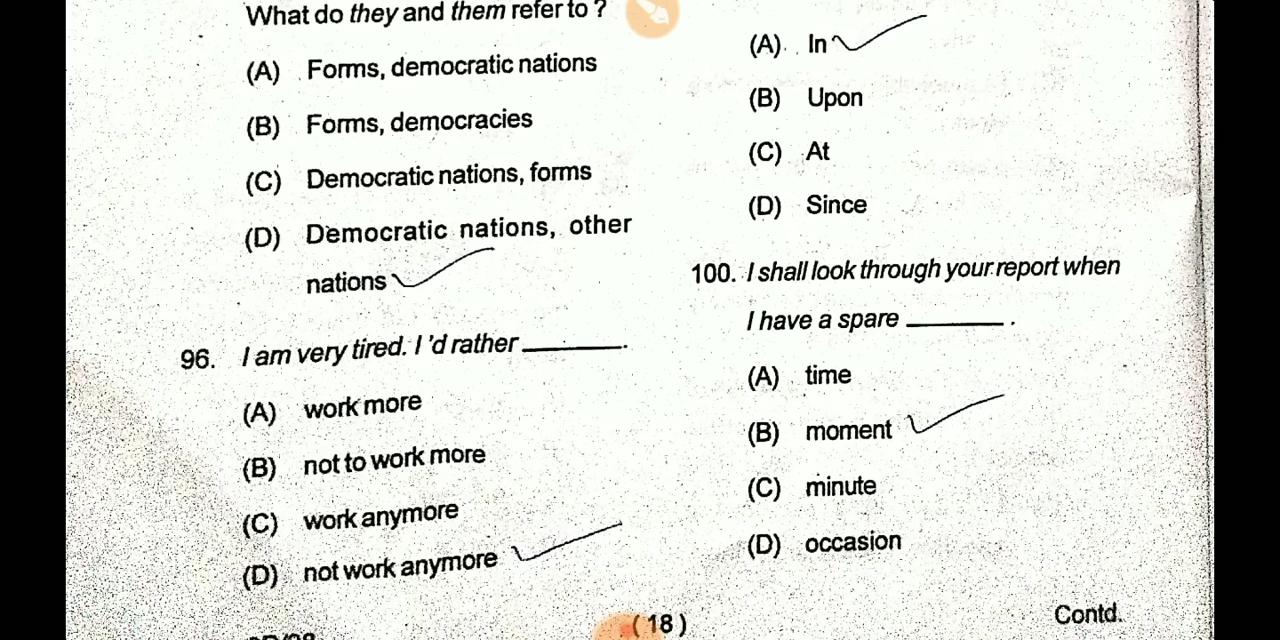 What do they and them refer to ?
(A) Forms, democratic nations
(B) Forms, democracies
(C) Democratic nations, forms
(D) Democratic nations, other
nations
96. I am very tired. I 'd rather ________.
(A) work more
(B) not to work more
(C) work anymore
(D) not work anymore
(A) In
(B) Upon
(C) At
(D) Since
100. I shall look through your report when
I have a spare ________ .
(A) time
(B) moment
(C) minute
(D) occasion
(18)
Contd.